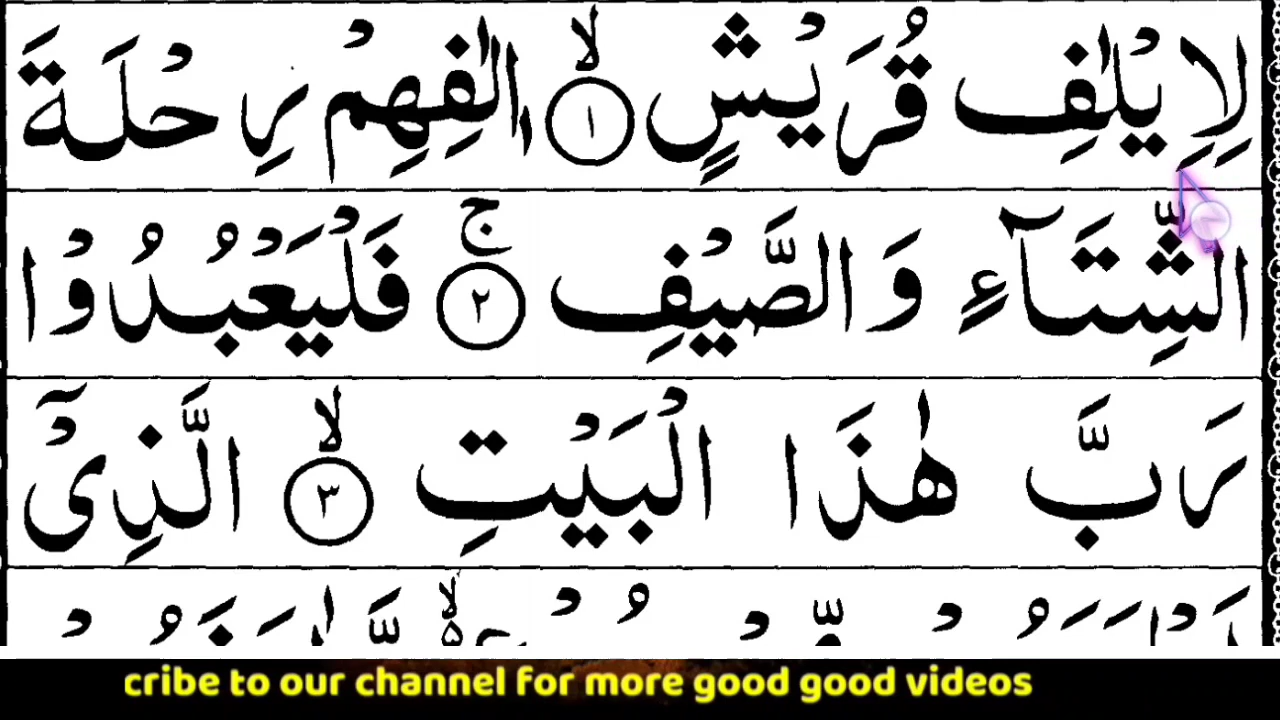 لِاِيْلٰفِ قُرَيْشٍ ۙ﴿١﴾ اٖلٰفِهِمْ رِحْلَةَ
الشِّتَآءِ وَالصَّيْفِ ۚ﴿٢﴾ فَلْيَعْبُدُوْا
رَبَّ هٰذَا الْبَيْتِ ۙ﴿٣﴾ الَّذِيْٓ
cribe to our channel for more good good videos